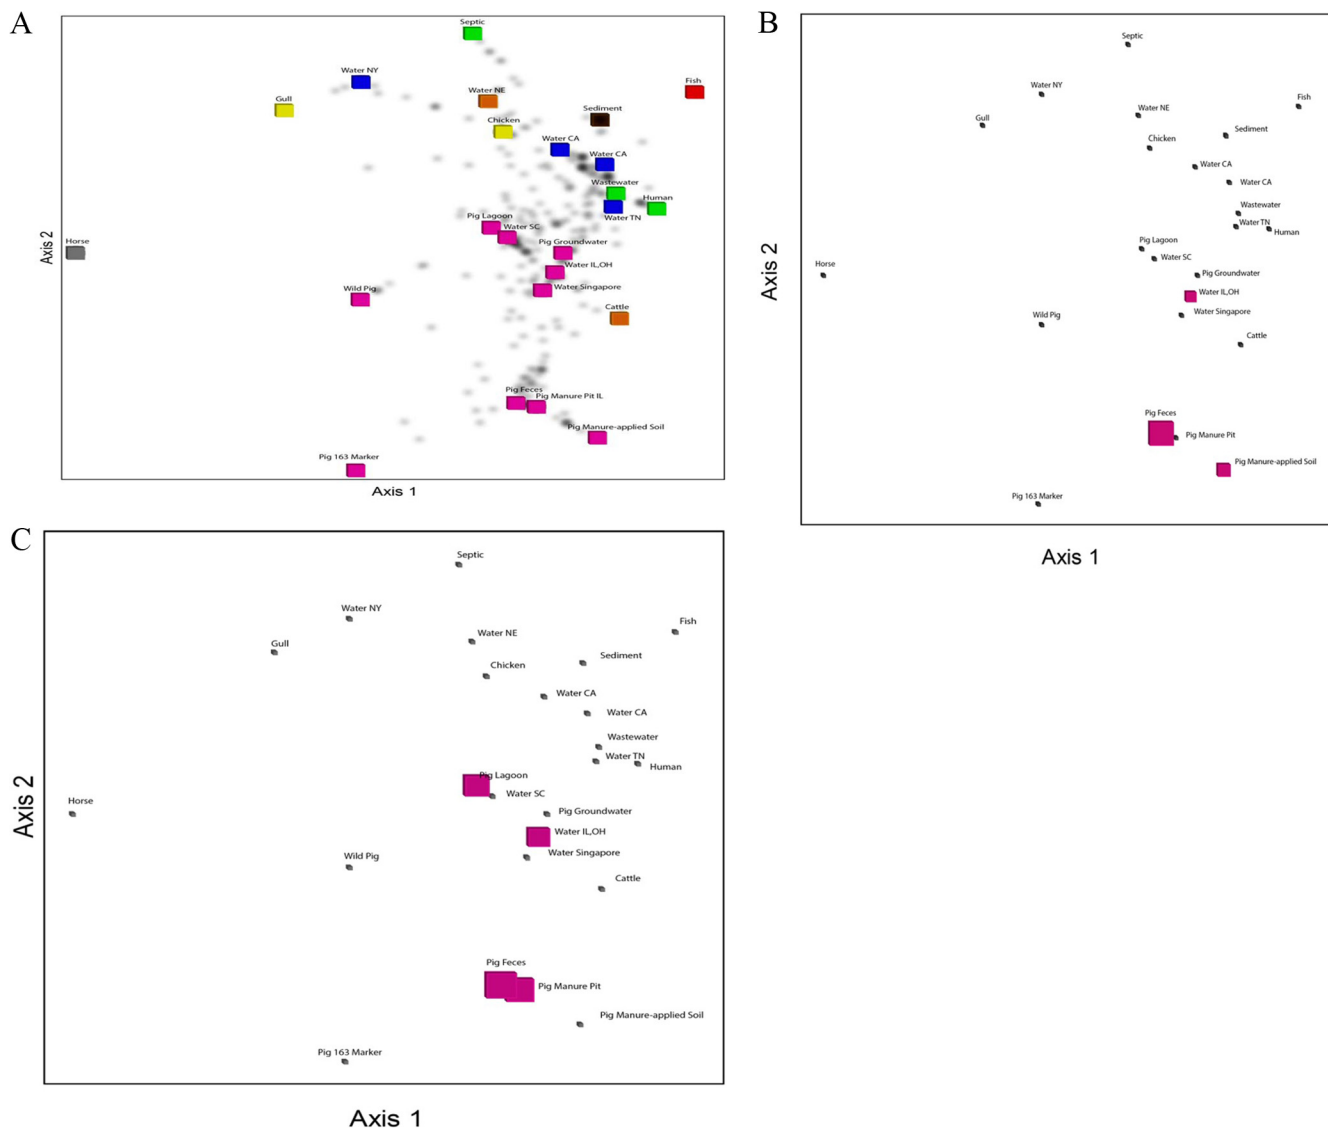 A
Septic
Water NY
Fish
Gull
Water NE
Sediment
Chicken
Water CA
Water CA
Wastewater
Human
Pig Lagoon
Water TN
Water SC
Horse
Pig Groundwater
Water IL,OH
Wild Pig
Water Singapore
Cattle
Pig Feces
Pig Manure Pit IL
Pig Manure-applied Soil
Pig 163 Marker
Axis 2
Axis 1
B
Septic
Water NY
Fish
Water NE
Gull
Sediment
Chicken
Water CA
Water CA
Wastewater
Water TN
Human
Pig Lagoon
Water SC
Horse
Pig Groundwater
Water IL,OH
Water Singapore
Wild Pig
Cattle
Pig Feces
Pig Manure Pit
Pig Manure-applied Soil
Pig 163 Marker
Axis 2
Axis 1
C
Septic
Water NY
Fish
Water NE
Gull
Sediment
Chicken
Water CA
Water CA
Wastewater
Water TN
Human
Pig Lagoon
Water SC
Horse
Pig Groundwater
Water IL,OH
Water Singapore
Wild Pig
Cattle
Pig Feces
Pig Manure Pit
Pig Manure-applied Soil
Pig 163 Marker
Axis 2
Axis 1